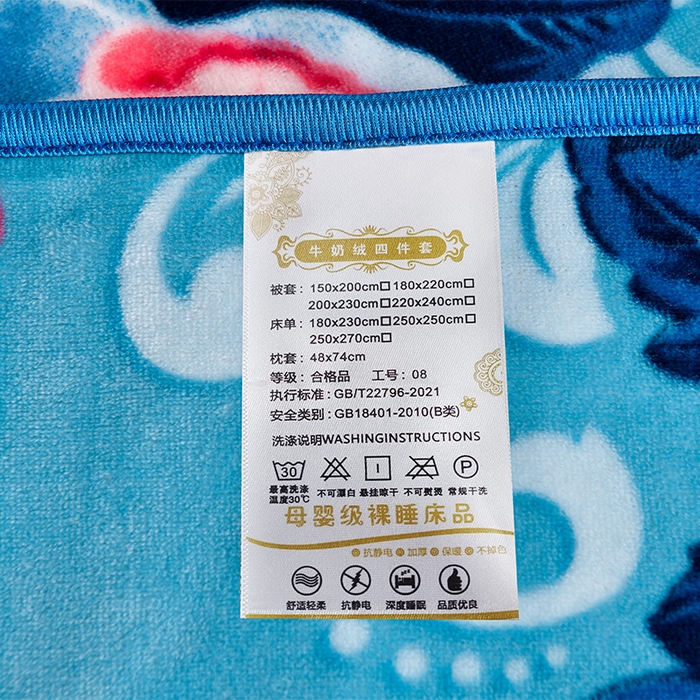 牛奶绒四件套
被套：150x200cm□180x220cm□
200x230cm□220x240cm□
床单：180x230cm□250x250cm□
250x270cm□
枕套：48x74cm
等级：合格品 工号：08
执行标准：GB/T22796-2021
安全类别：GB18401-2010(B类)
洗涤说明WASHINGINSTRUCTIONS
30 P
最高洗涤温度30℃ 不可漂白 悬挂晾干 不可熨烫 常规干洗
母婴级裸睡床品
抗静电 加厚 保暖 不掉色
舒适轻柔 抗静电 深度睡眠 品质优良